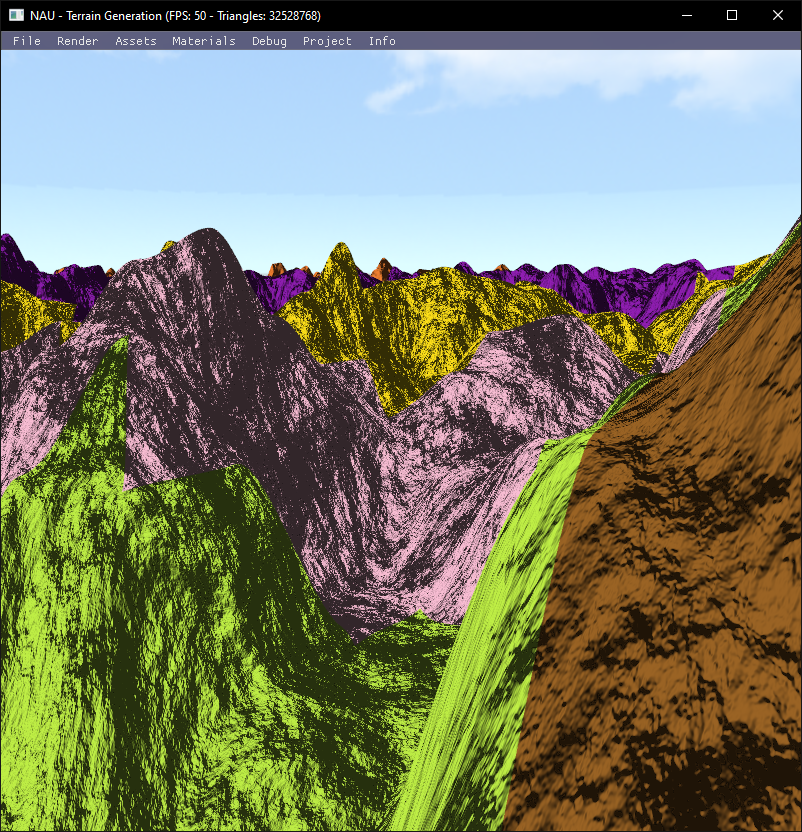 NAU - Terrain Generation (FPS: 50 - Triangles: 32528768)
File Render Assets Materials Debug Project Info